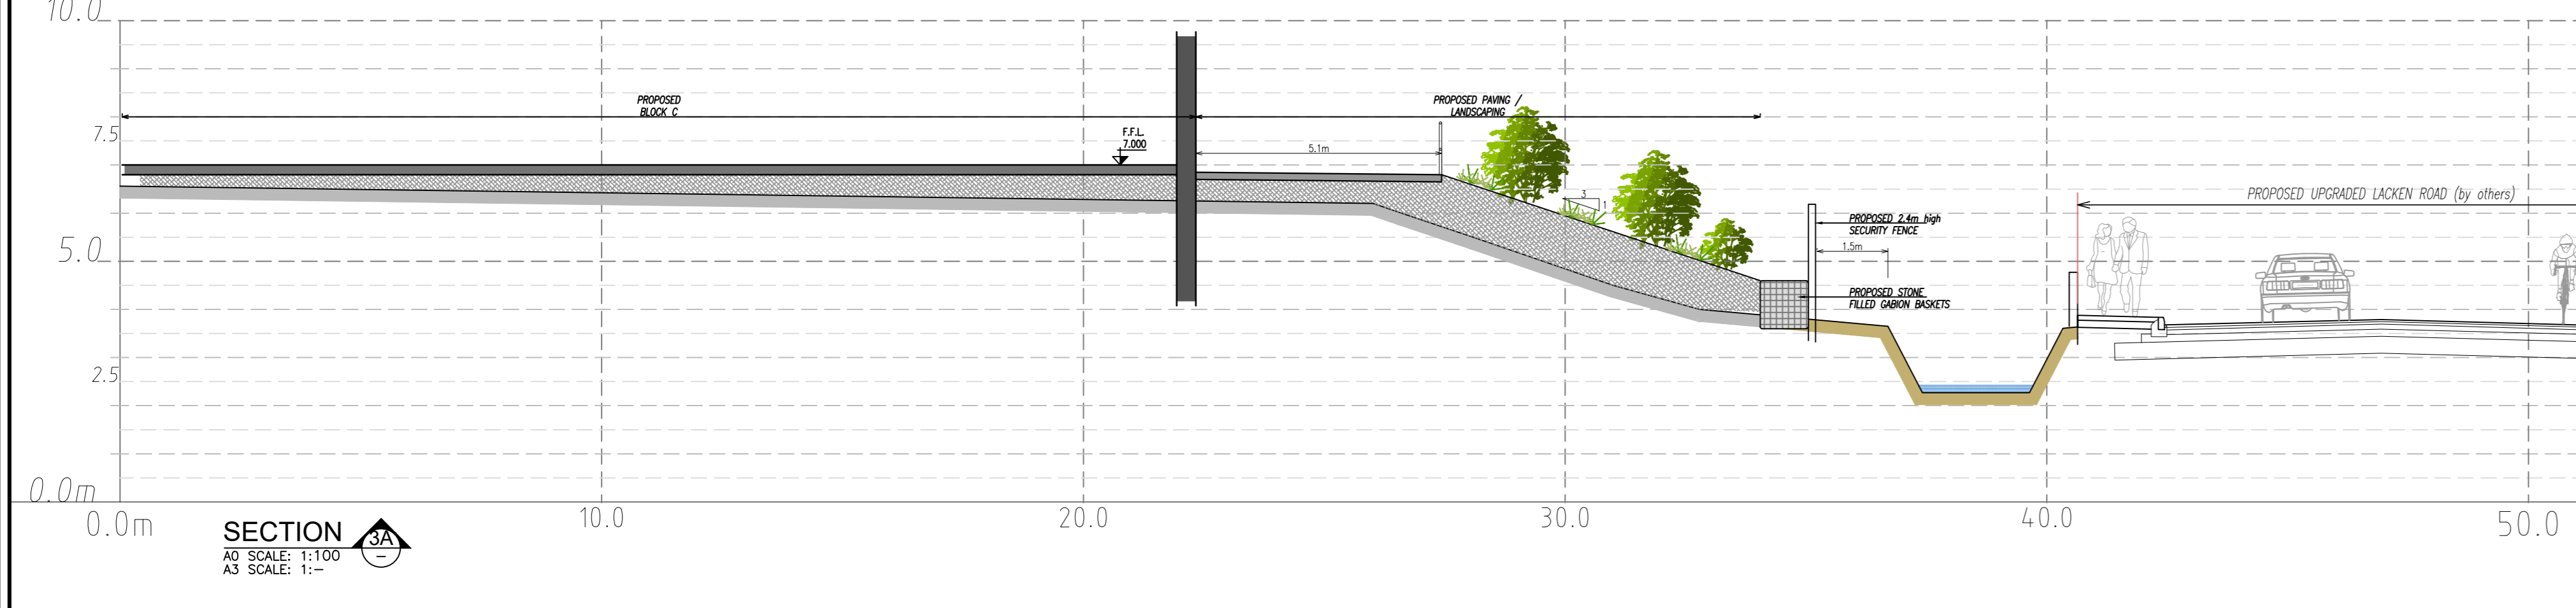 10.0
PROPOSED
BLOCK C
PROPOSED PAVING /
LANDSCAPING
7.5
F.F.L.
7.000
5.1m
3
1
PROPOSED UPGRADED LACKEN ROAD (by others)
PROPOSED 2.4m high
SECURITY FENCE
1.5m
5.0
PROPOSED STONE
FILLED GABION BASKETS
2.5
0.0m
0.0m
10.0
20.0
30.0
40.0
50.0
SECTION
3A
–
A0 SCALE: 1:100
A3 SCALE: 1:–